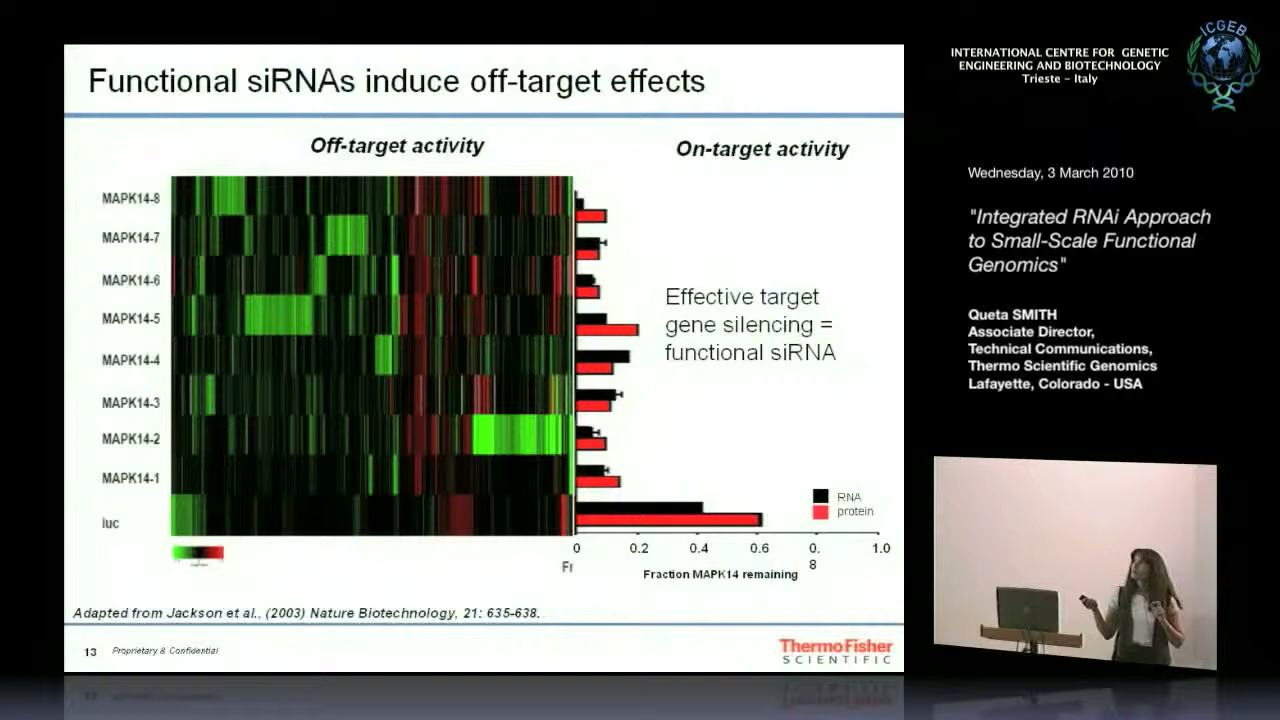 Functional siRNAs induce off-target effects
Off-target activity
On-target activity
MAPK14-8
MAPK14-7
MAPK14-6
MAPK14-5
MAPK14-4
MAPK14-3
MAPK14-2
MAPK14-1
luc
Effective target
gene silencing =
functional siRNA
RNA
protein
0 0.2 0.4 0.6 0.8 1.0
Fr
Fraction MAPK14 remaining
Adapted from Jackson et al., (2003) Nature Biotechnology, 21: 635-638.
13 Proprietary & Confidential
ThermoFisher
SCIENTIFIC
INTERNATIONAL CENTRE FOR GENETIC
ENGINEERING AND BIOTECHNOLOGY
Trieste – Italy
ICGEB
Wednesday, 3 March 2010
"Integrated RNAi Approach
to Small-Scale Functional
Genomics"
Queta SMITH
Associate Director,
Technical Communications,
Thermo Scientific Genomics
Lafayette, Colorado - USA